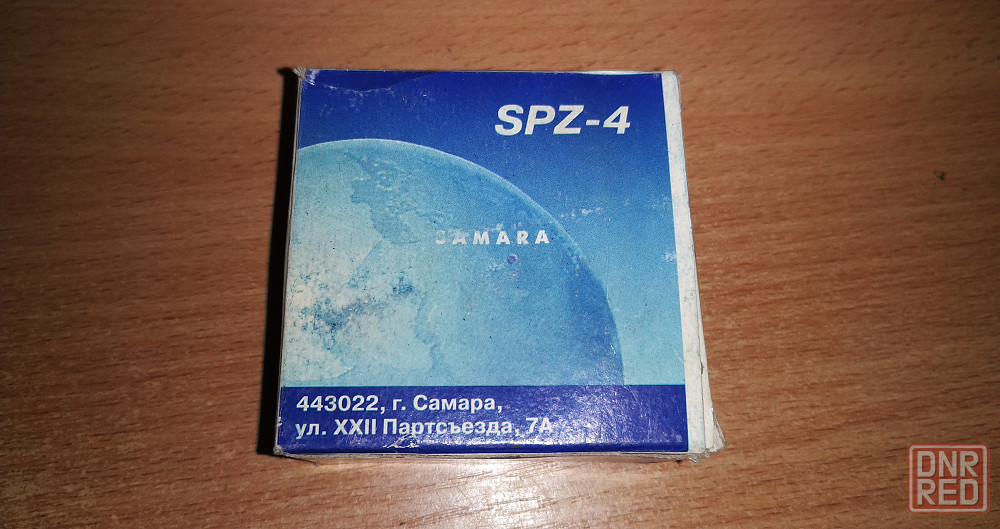 SPZ-4
SAMARA
443022, г. Самара,
ул. XXII Партсъезда, 7А
DNR
RED